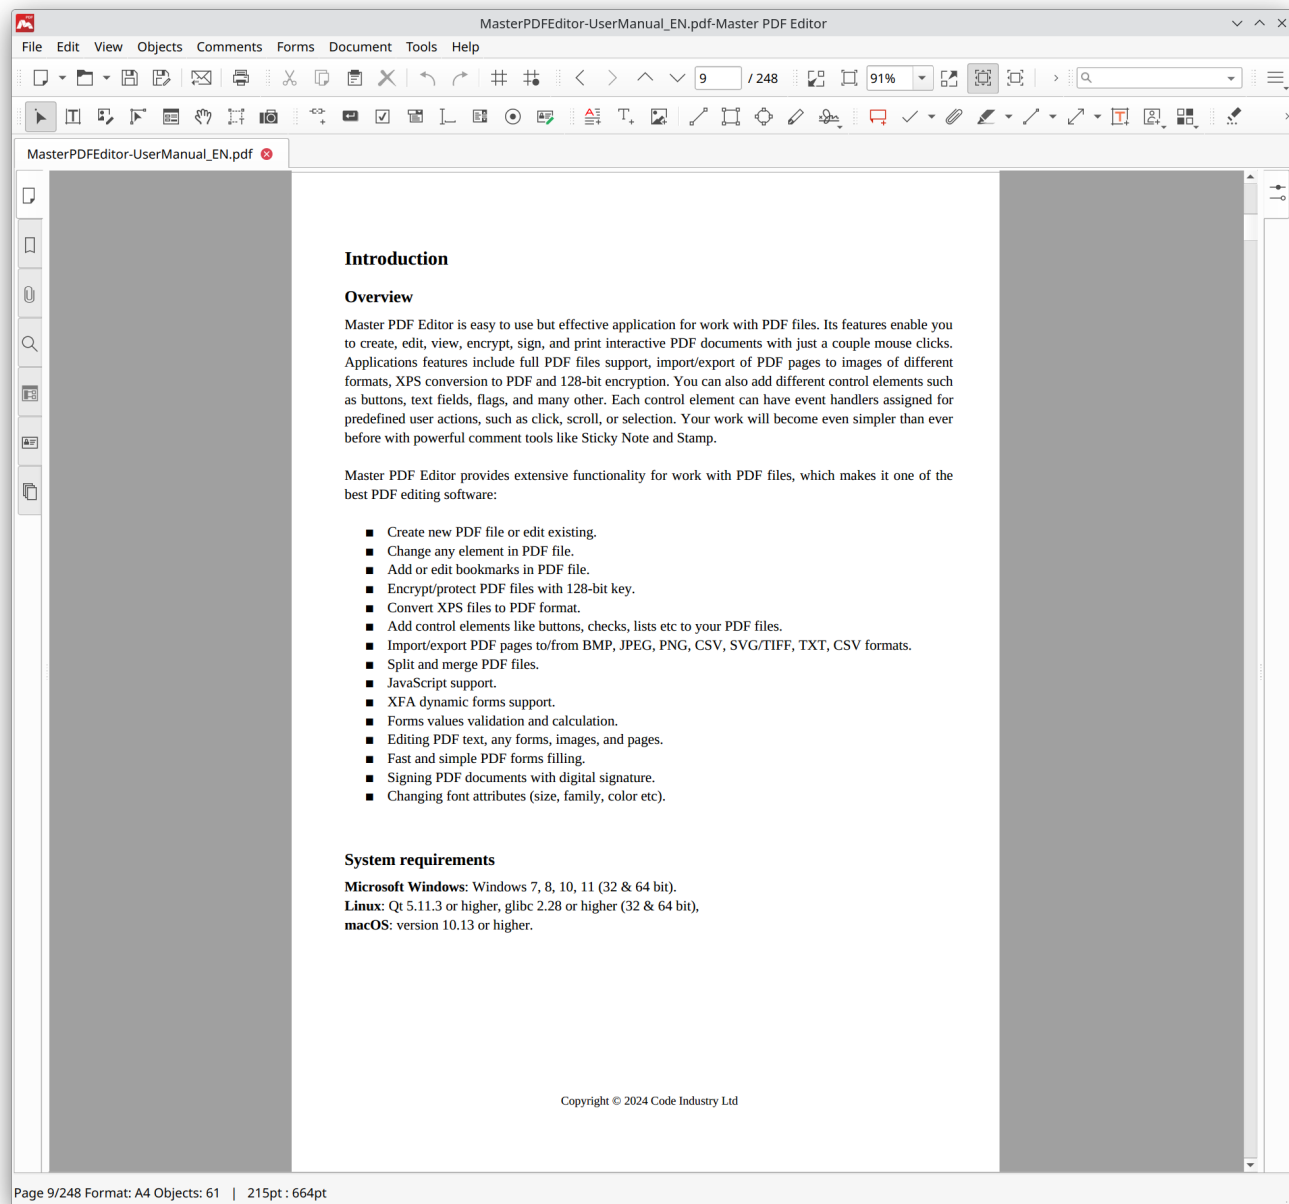 MasterPDFEditor-UserManual_EN.pdf-Master PDF Editor
File Edit View Objects Comments Forms Document Tools Help
9 / 248 91%
MasterPDFEditor-UserManual_EN.pdf
Introduction
Overview
Master PDF Editor is easy to use but effective application for work with PDF files. Its features enable you
to create, edit, view, encrypt, sign, and print interactive PDF documents with just a couple mouse clicks.
Applications features include full PDF files support, import/export of PDF pages to images of different
formats, XPS conversion to PDF and 128-bit encryption. You can also add different control elements such
as buttons, text fields, flags, and many other. Each control element can have event handlers assigned for
predefined user actions, such as click, scroll, or selection. Your work will become even simpler than ever
before with powerful comment tools like Sticky Note and Stamp.
Master PDF Editor provides extensive functionality for work with PDF files, which makes it one of the
best PDF editing software:
■ Create new PDF file or edit existing.
■ Change any element in PDF file.
■ Add or edit bookmarks in PDF file.
■ Encrypt/protect PDF files with 128-bit key.
■ Convert XPS files to PDF format.
■ Add control elements like buttons, checks, lists etc to your PDF files.
■ Import/export PDF pages to/from BMP, JPEG, PNG, CSV, SVG/TIFF, TXT, CSV formats.
■ Split and merge PDF files.
■ JavaScript support.
■ XFA dynamic forms support.
■ Forms values validation and calculation.
■ Editing PDF text, any forms, images, and pages.
■ Fast and simple PDF forms filling.
■ Signing PDF documents with digital signature.
■ Changing font attributes (size, family, color etc).
System requirements
Microsoft Windows: Windows 7, 8, 10, 11 (32 & 64 bit).
Linux: Qt 5.11.3 or higher, glibc 2.28 or higher (32 & 64 bit),
macOS: version 10.13 or higher.
Copyright © 2024 Code Industry Ltd
Page 9/248 Format: A4 Objects: 61 | 215pt : 664pt